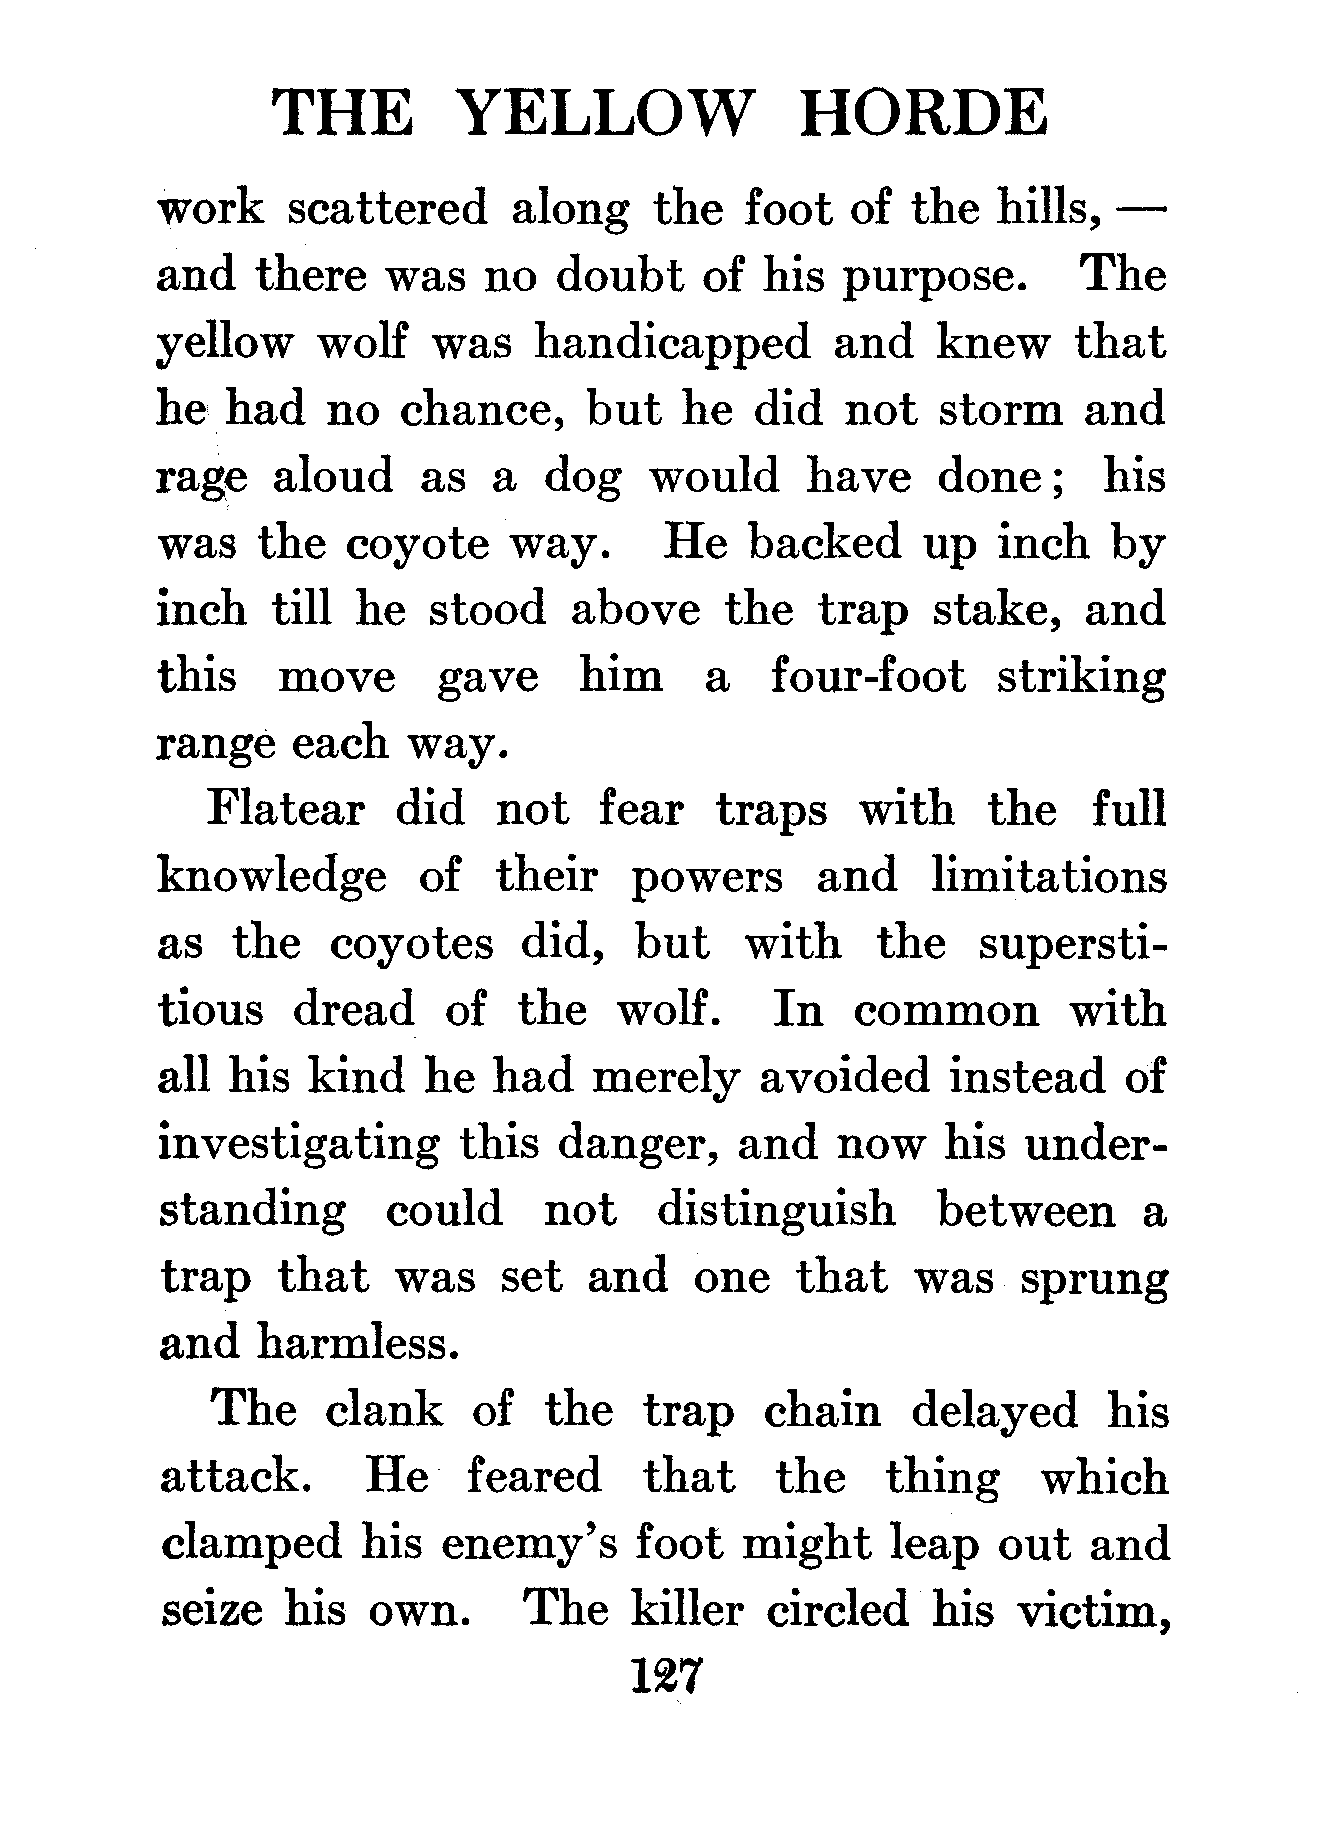 THE YELLOW HORDE
work scattered along the foot of the hills, —
and there was no doubt of his purpose. The
yellow wolf was handicapped and knew that
he had no chance, but he did not storm and
rage aloud as a dog would have done; his
was the coyote way. He backed up inch by
inch till he stood above the trap stake, and
this move gave him a four-foot striking
range each way.
Flatear did not fear traps with the full
knowledge of their powers and limitations
as the coyotes did, but with the supersti-
tious dread of the wolf. In common with
all his kind he had merely avoided instead of
investigating this danger, and now his under-
standing could not distinguish between a
trap that was set and one that was sprung
and harmless.
The clank of the trap chain delayed his
attack. He feared that the thing which
clamped his enemy's foot might leap out and
seize his own. The killer circled his victim,
127